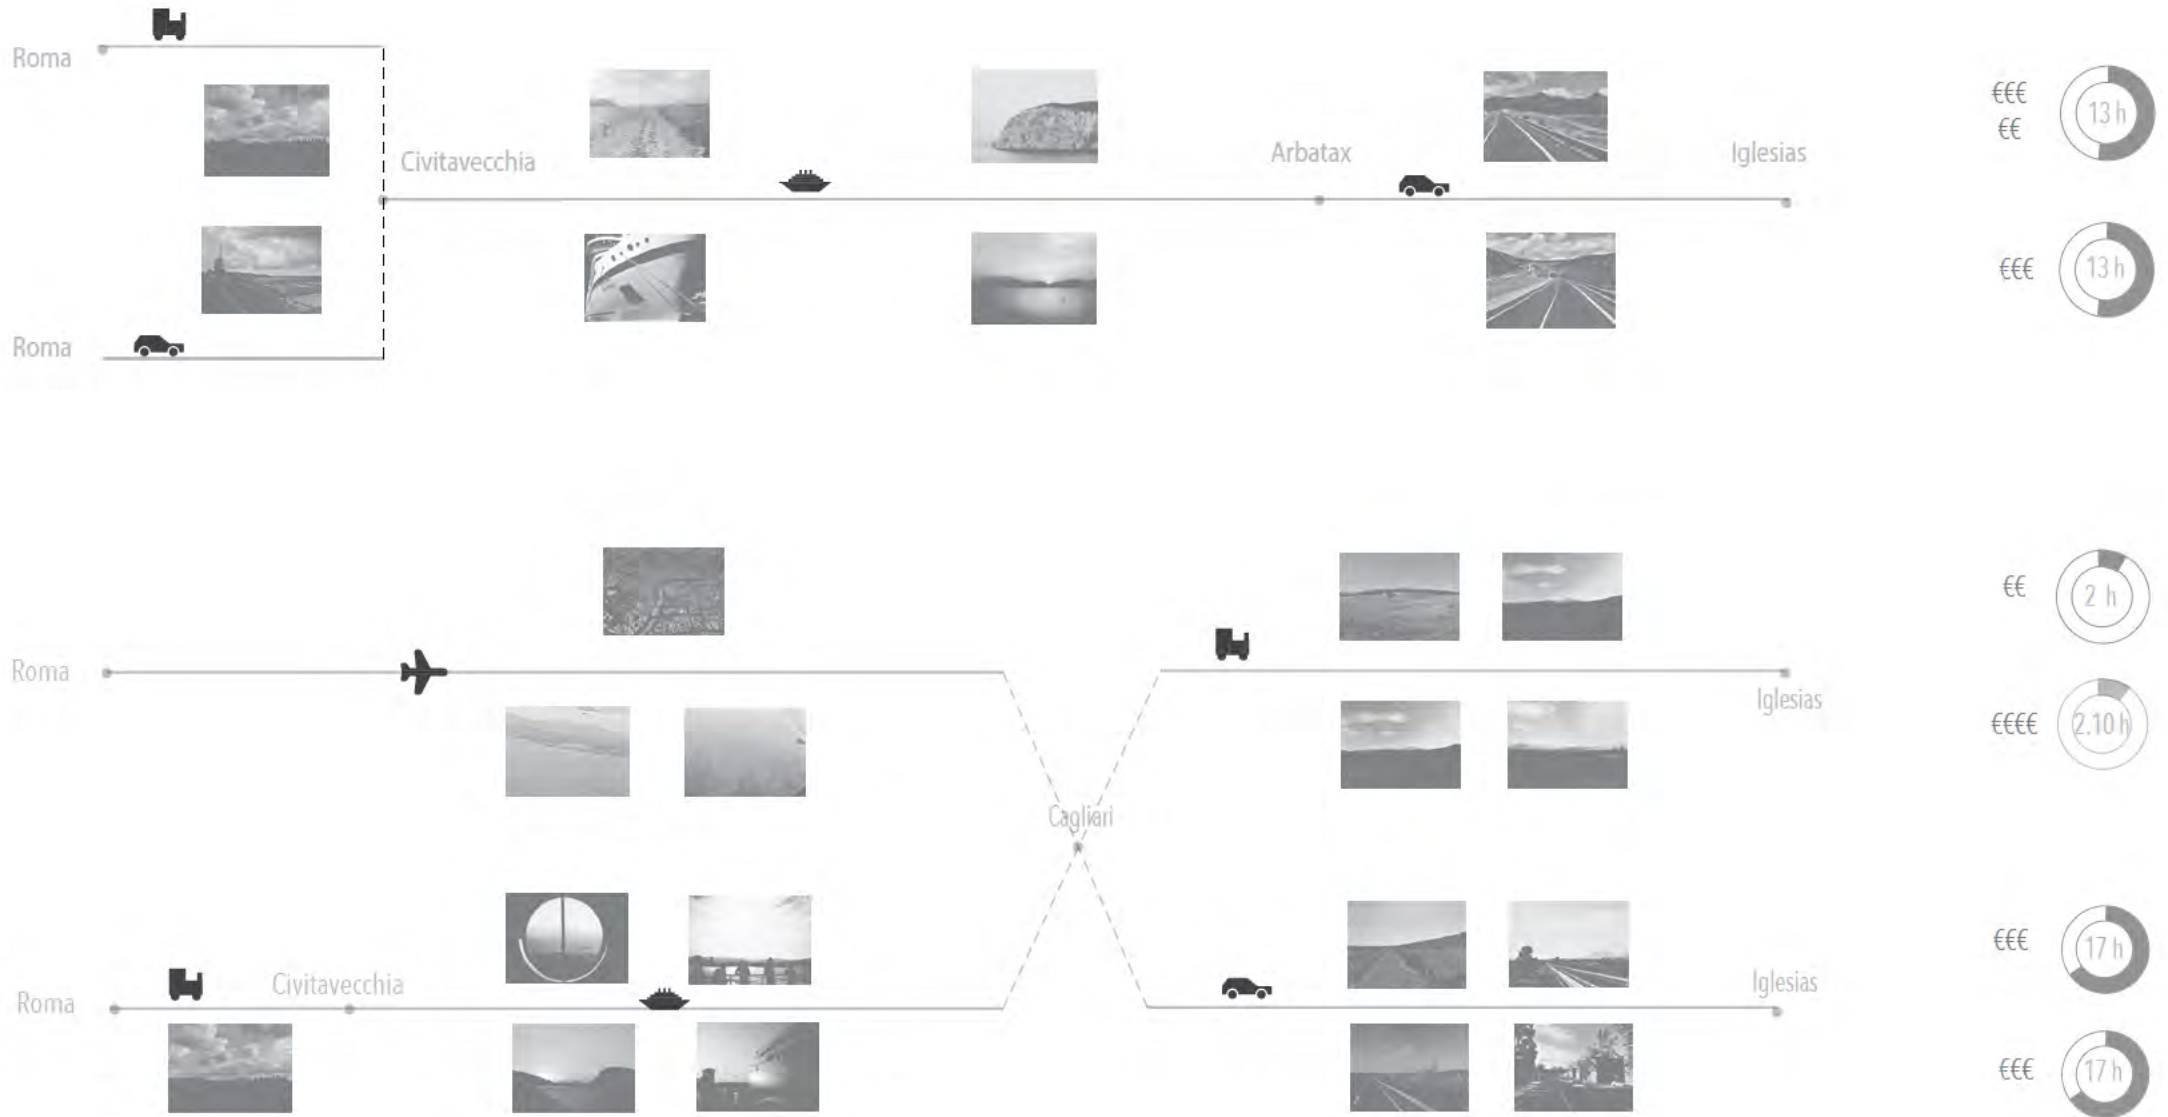 Roma
Civitavecchia
Arbatax
Iglesias
€€€
€€
13 h
€€€
13 h
Roma
€€
2 h
Roma
Iglesias
€€€€
2,10 h
Cagliari
€€€
17 h
Civitavecchia
Iglesias
Roma
€€€
17 h